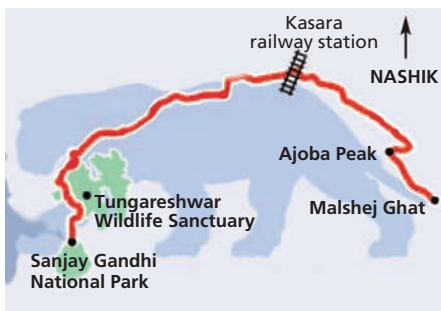 Kasara
railway station
NASHIK
Ajoba Peak
Malshej Ghat
Tungareshwar
Wildlife Sanctuary
Sanjay Gandhi
National Park